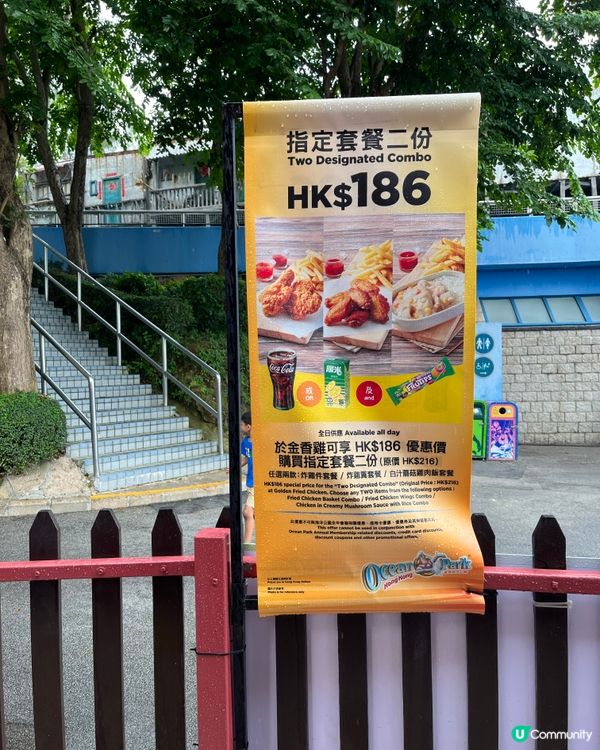 指定套餐二份
Two Designated Combo
HK$186
Coca-Cola
或
or
及
and
FRUITIPS
全日供應 Available all day
於金香雞可享 HK$186 優惠價
購買指定套餐二份 (原價 HK$216)
任選兩款：炸雞件套餐 / 炸雞翼套餐 / 白汁蘑菇雞肉飯套餐
HK$186 special price for the "Two Designated Combo" (Original Price : HK$216)
at Golden Fried Chicken. Choose any TWO items from the following options :
Fried Chicken Basket Combo / Fried Chicken Wings Combo /
Chicken in Creamy Mushroom Sauce with Rice Combo
This offer cannot be used in conjunction with
Ocean Park Annual Membership related discounts, credit card discounts,
discount coupons and other promotional offers.
Ocean Park
Hong Kong
U Community